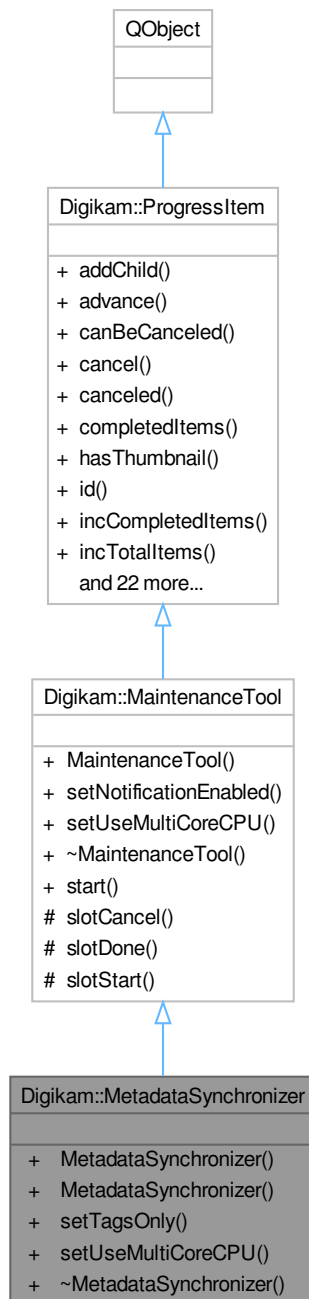 QObject
Digikam::ProgressItem
+ addChild()
+ advance()
+ canBeCanceled()
+ cancel()
+ canceled()
+ completedItems()
+ hasThumbnail()
+ id()
+ incCompletedItems()
+ incTotalItems()
and 22 more...
Digikam::MaintenanceTool
+ MaintenanceTool()
+ setNotificationEnabled()
+ setUseMultiCoreCPU()
+ ~MaintenanceTool()
+ start()
# slotCancel()
# slotDone()
# slotStart()
Digikam::MetadataSynchronizer
+ MetadataSynchronizer()
+ MetadataSynchronizer()
+ setTagsOnly()
+ setUseMultiCoreCPU()
+ ~MetadataSynchronizer()